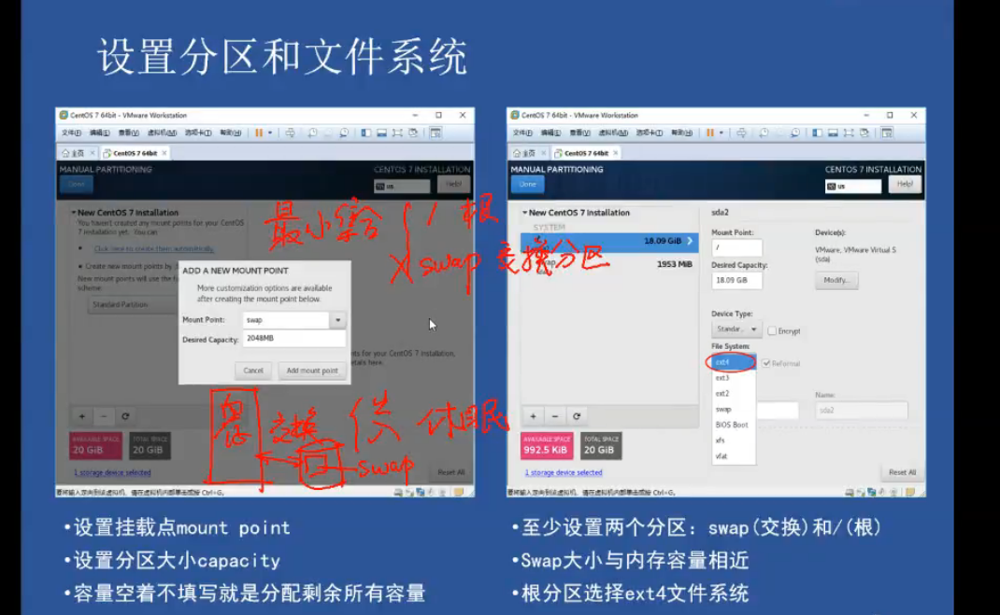 设置分区和文件系统
CentOS 7 64bit - VMware Workstation
文件(F) 编辑(E) 查看(V) 虚拟机(M) 选项卡(T) 帮助(H)
主页 CentOS 7 64bit
MANUAL PARTITIONING
CENTOS 7 INSTALLATION
Done
us
Help!
New CentOS 7 Installation
You haven't created any mount points for your CentOS
7 installation yet. You can:
Click here to create them automatically.
Create new mount points by
New mount points will use the
scheme:
Standard Partition
ADD A NEW MOUNT POINT
More customization options are available
after creating the mount point below.
Mount Point: swap
Desired Capacity: 2048MB
Cancel Add mount point
nts for your CentOS 7 installation,
etails here.
+ -
AVAILABLE SPACE
20 GiB
TOTAL SPACE
20 GiB
1 storage device selected
Reset All
要将输入定向到该虚拟机，请在虚拟机内部单击或按 Ctrl+G。
最小
/ 根
swap 交换分区
交换
休眠
swap
CentOS 7 64bit - VMware Workstation
文件(F) 编辑(E) 查看(V) 虚拟机(M) 选项卡(T) 帮助(H)
主页 CentOS 7 64bit
MANUAL PARTITIONING
CENTOS 7 INSTALLATION
Done
us
Help!
New CentOS 7 Installation
SYSTEM
/ 18.09 GiB
1953 MiB
+ -
AVAILABLE SPACE
992.5 KiB
TOTAL SPACE
20 GiB
1 storage device selected
sda2
Mount Point:
/
Desired Capacity:
18.09 GiB
Device(s):
VMware, VMware Virtual S
(sda)
Modify...
Device Type:
Standar... Encrypt
File System:
ext4 Reformat
ext3
ext2
swap
BIOS Boot
xfs
vfat
Name:
sda2
Reset All
要将输入定向到该虚拟机，请在虚拟机内部单击或按 Ctrl+G。
•设置挂载点mount point
•设置分区大小capacity
•容量空着不填写就是分配剩余所有容量
•至少设置两个分区：swap(交换)和/(根)
•Swap大小与内存容量相近
•根分区选择ext4文件系统